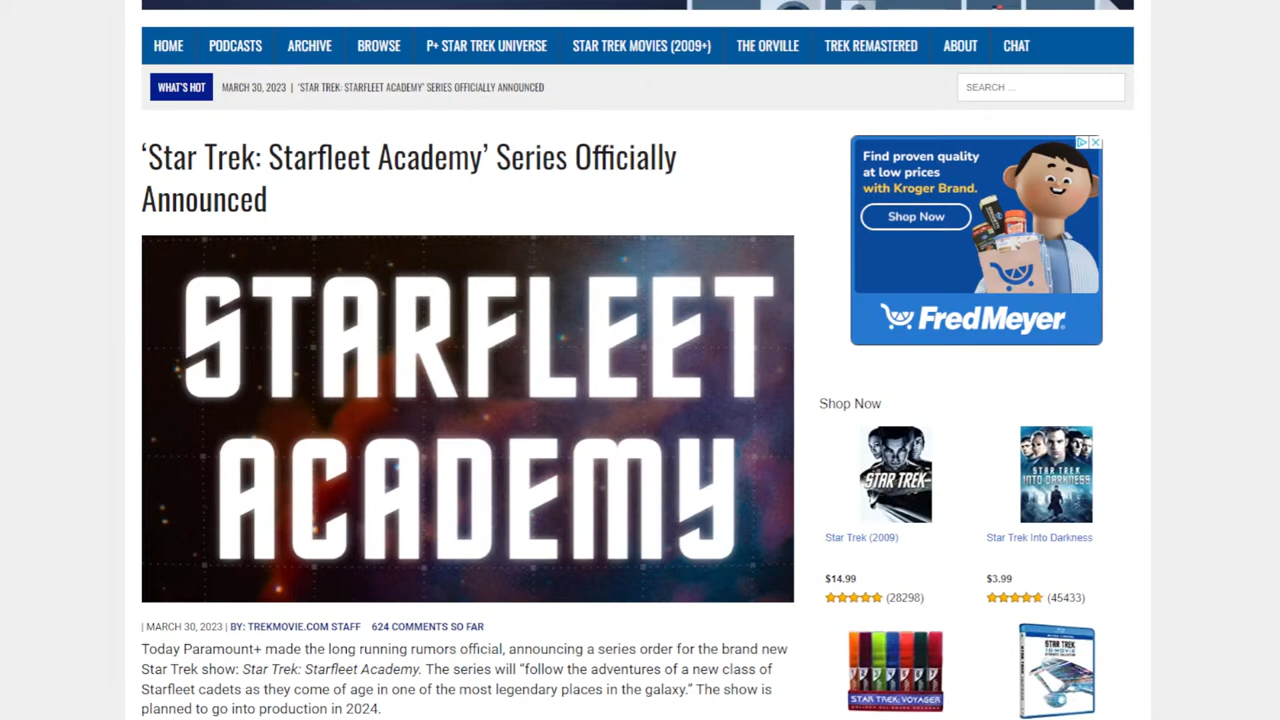 HOME PODCASTS ARCHIVE BROWSE P+ STAR TREK UNIVERSE STAR TREK MOVIES (2009+) THE ORVILLE TREK REMASTERED ABOUT CHAT
WHAT'S HOT MARCH 30, 2023 | 'STAR TREK: STARFLEET ACADEMY' SERIES OFFICIALLY ANNOUNCED SEARCH ...
‘Star Trek: Starfleet Academy’ Series Officially
Announced
STARFLEET
ACADEMY
| MARCH 30, 2023 | BY: TREKMOVIE.COM STAFF 624 COMMENTS SO FAR
Today Paramount+ made the long running rumors official, announcing a series order for the brand new
Star Trek show: Star Trek: Starfleet Academy. The series will “follow the adventures of a new class of
Starfleet cadets as they come of age in one of the most legendary places in the galaxy.” The show is
planned to go into production in 2024.
Find proven quality
at low prices
with Kroger Brand.
Shop Now
FredMeyer
Shop Now
STAR TREK
STAR TREK
INTO DARKNESS
Star Trek (2009) Star Trek Into Darkness
$14.99 $3.99
(28298) (45433)
STAR TREK VOYAGER
STAR TREK